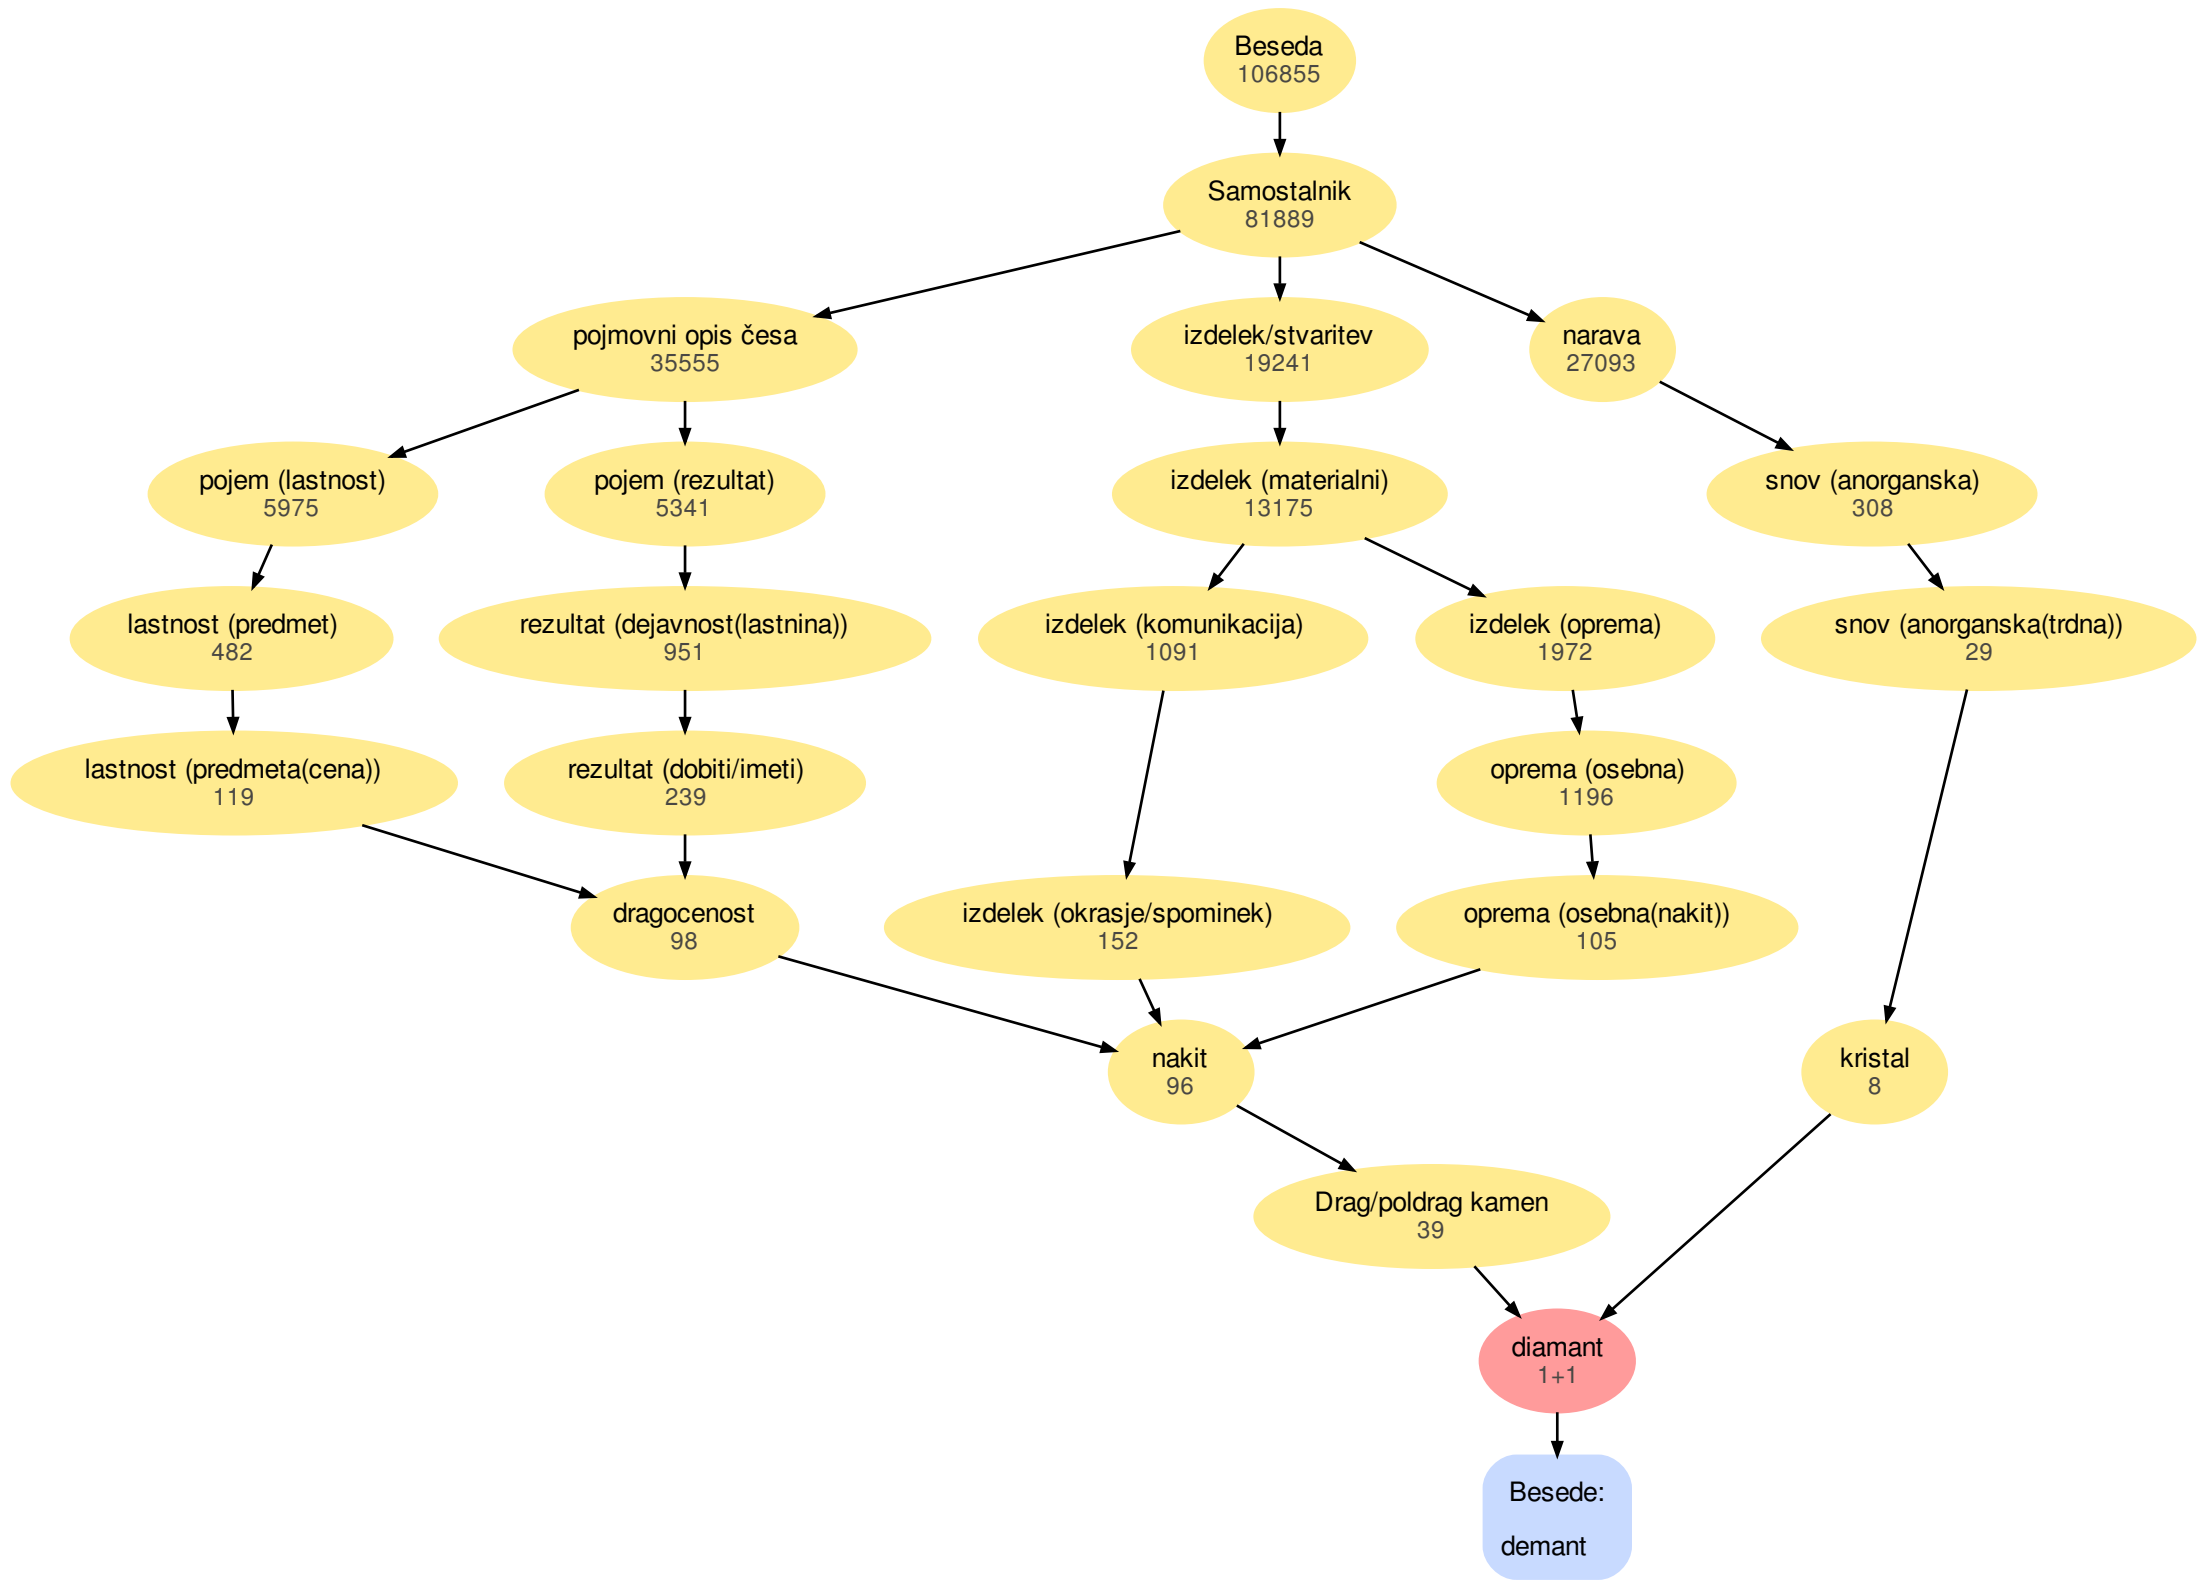 Beseda
106855
Samostalnik
81889
pojmovni opis česa
35555
izdelek/stvaritev
19241
narava
27093
pojem (lastnost)
5975
pojem (rezultat)
5341
izdelek (materialni)
13175
snov (anorganska)
308
lastnost (predmet)
482
rezultat (dejavnost(lastnina))
951
izdelek (komunikacija)
1091
izdelek (oprema)
1972
snov (anorganska(trdna))
29
lastnost (predmeta(cena))
119
rezultat (dobiti/imeti)
239
oprema (osebna)
1196
dragocenost
98
izdelek (okrasje/spominek)
152
oprema (osebna(nakit))
105
nakit
96
kristal
8
Drag/poldrag kamen
39
diamant
1+1
Besede:
demant